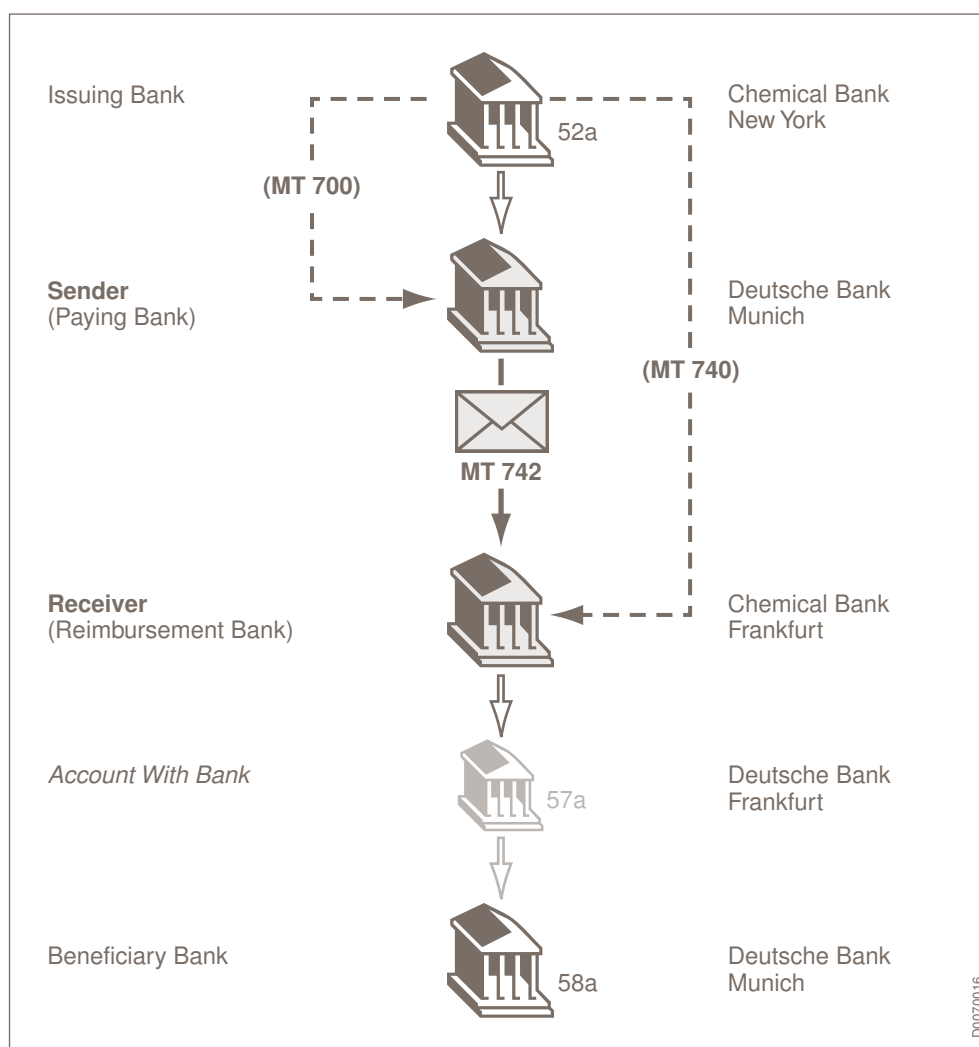 Issuing Bank
Chemical Bank
New York
52a
(MT 700)
Sender
(Paying Bank)
Deutsche Bank
Munich
(MT 740)
MT 742
Receiver
(Reimbursement Bank)
Chemical Bank
Frankfurt
Account With Bank
57a
Deutsche Bank
Frankfurt
Beneficiary Bank
58a
Deutsche Bank
Munich
D0070016